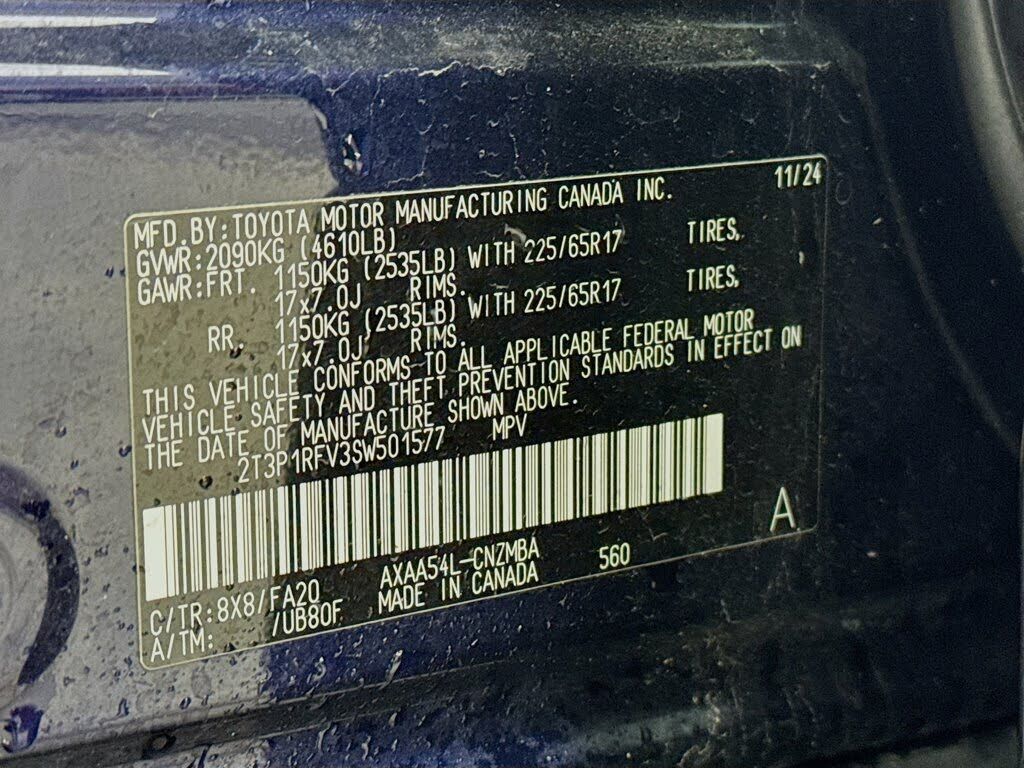 MFD.BY:TOYOTA MOTOR MANUFACTURING CANADA INC. 11/24
GVWR:2090KG (4610LB)
GAWR:FRT. 1150KG (2535LB) WITH 225/65R17 TIRES,
17x7.0J RIMS.
RR. 1150KG (2535LB) WITH 225/65R17 TIRES,
17x7.0J RIMS.
THIS VEHICLE CONFORMS TO ALL APPLICABLE FEDERAL MOTOR
VEHICLE SAFETY AND THEFT PREVENTION STANDARDS IN EFFECT ON
THE DATE OF MANUFACTURE SHOWN ABOVE.
2T3P1RFV3SW501577 MPV
A
C/TR:8X8/FA20 AXAA54L-CNZMBA 560
A/TM: /UB80F MADE IN CANADA